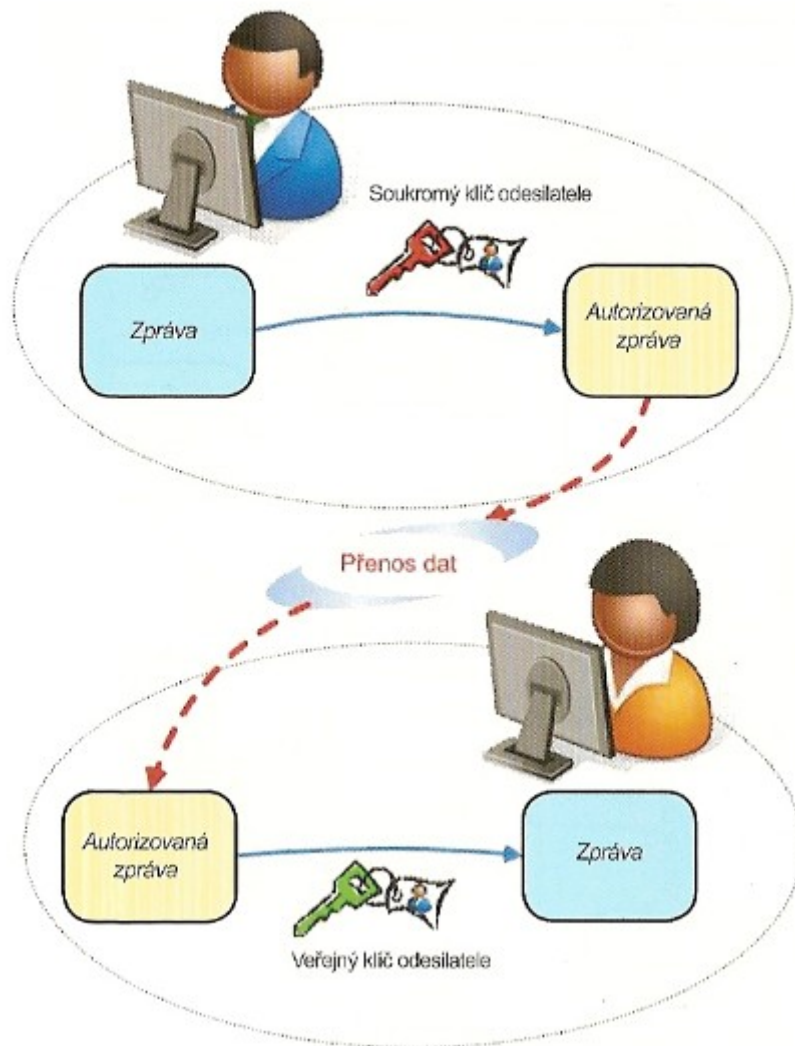 Soukromý klíč odesilatele
Zpráva
Autorizovaná
zpráva
Přenos dat
Autorizovaná
zpráva
Zpráva
Veřejný klíč odesilatele